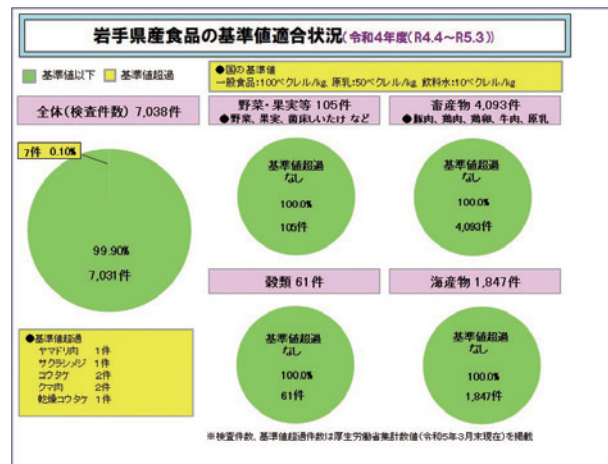 岩手県産食品の基準値適合状況(令和4年度(R4.4～R5.3))
基準値以下 基準値超過
●国の基準値
一般食品:100ベクレル/kg, 原乳:50ベクレル/kg, 飲料水:10ベクレル/kg
全体(検査件数) 7,038件
7件 0.10%
99.90%
7,031件
野菜・果実等 105件
●野菜、果実、菌床しいたけ など
基準値超過
なし
100.0%
105件
畜産物 4,093件
●豚肉、鶏肉、鶏卵、牛肉、原乳
基準値超過
なし
100.0%
4,093件
穀類 61件
基準値超過
なし
100.0%
61件
海産物 1,847件
基準値超過
なし
100.0%
1,847件
●基準値超過
ヤマドリ肉 1件
サクラシメジ 1件
コウタケ 2件
クマ肉 2件
乾燥コウタケ 1件
※検査件数、基準値超過件数は厚生労働省集計数値(令和5年3月末現在)を掲載